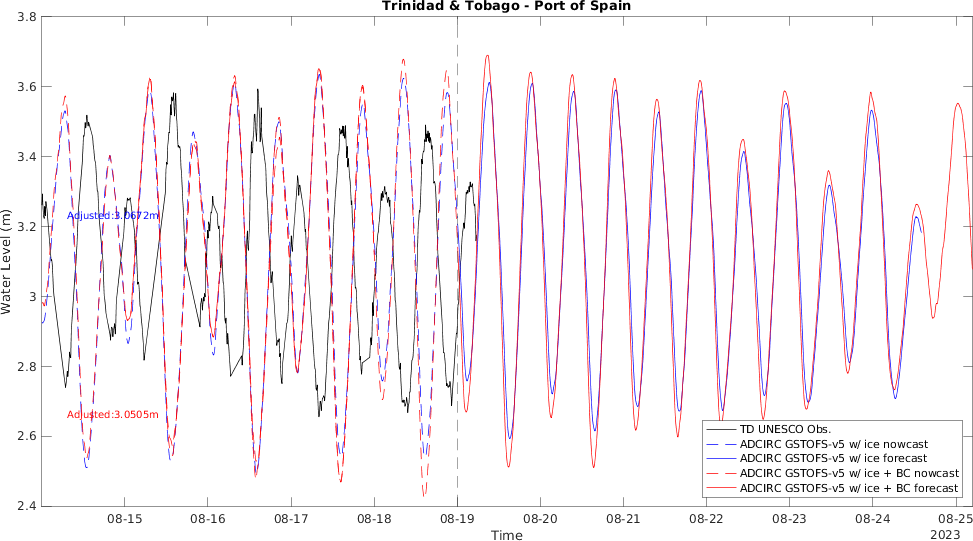 Trinidad & Tobago - Port of Spain
3.8
3.6
3.4
3.2
3
2.8
2.6
2.4
Water Level (m)
Adjusted:3.0672m
Adjusted:3.0505m
TD UNESCO Obs.
ADCIRC GSTOFS-v5 w/ ice nowcast
ADCIRC GSTOFS-v5 w/ ice forecast
ADCIRC GSTOFS-v5 w/ ice + BC nowcast
ADCIRC GSTOFS-v5 w/ ice + BC forecast
08-15 08-16 08-17 08-18 08-19 08-20 08-21 08-22 08-23 08-24 08-25
Time
2023